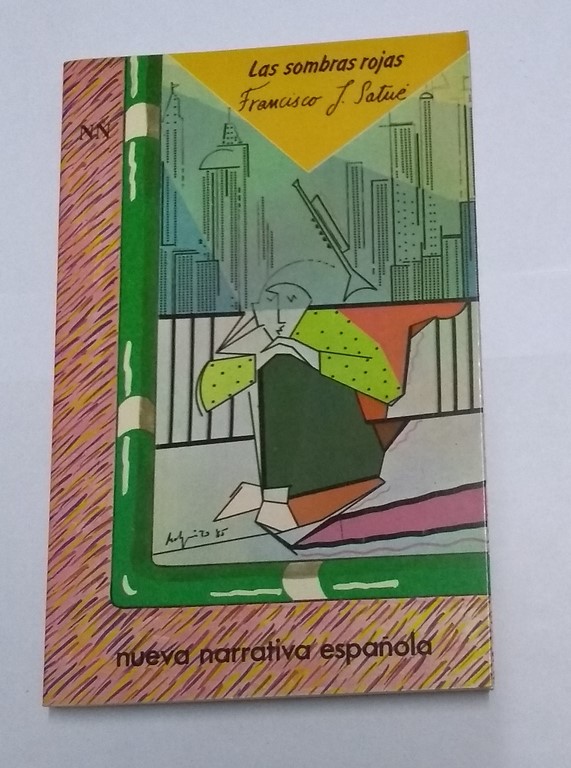 Las sombras rojas
Francisco J. Satué
NN
nueva narrativa española